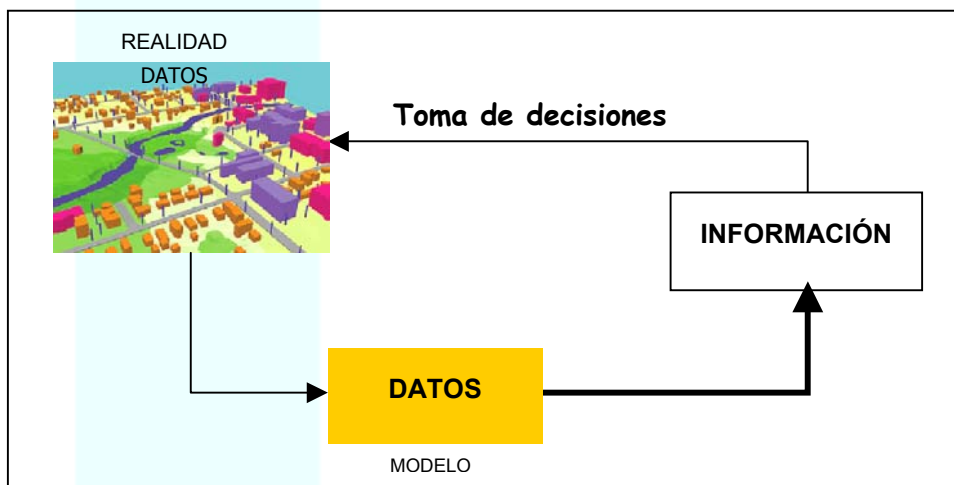 REALIDAD
DATOS
Toma de decisiones
INFORMACIÓN
DATOS
MODELO